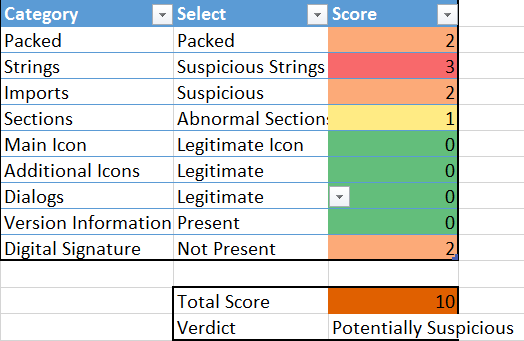 Category Select Score
Packed Packed 2
Strings Suspicious Strings 3
Imports Suspicious 2
Sections Abnormal Sections 1
Main Icon Legitimate Icon 0
Additional Icons Legitimate 0
Dialogs Legitimate 0
Version Information Present 0
Digital Signature Not Present 2
Total Score 10
Verdict Potentially Suspicious